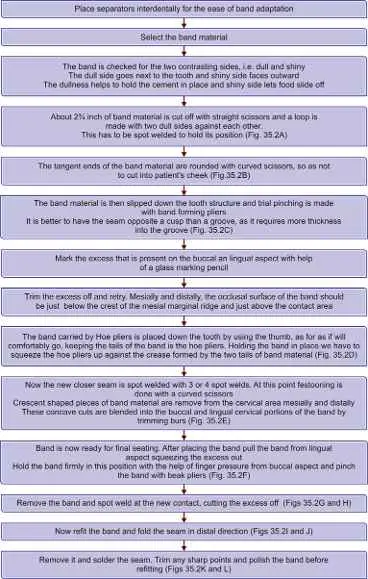 Place separators interdentally for the ease of band adaptation
Select the band material
The band is checked for the two contrasting sides, i.e. dull and shiny
The dull side goes next to the tooth and shiny side faces outward
The dullness helps to hold the cement in place and shiny side lets food slide off
About 2¾ inch of band material is cut off with straight scissors and a loop is
made with two dull sides against each other.
This has to be spot welded to hold its position (Fig. 35.2A)
The tangent ends of the band material are rounded with curved scissors, so as not
to cut into patient's cheek (Fig.35.2B)
The band material is then slipped down the tooth structure and trial pinching is made
with band forming pliers
It is better to have the seam opposite a cusp than a groove, as it requires more thickness
into the groove (Fig. 35.2C)
Mark the excess that is present on the buccal an lingual aspect with help
of a glass marking pencil
Trim the excess off and retry. Mesially and distally, the occlusal surface of the band should
be just below the crest of the mesial marginal ridge and just above the contact area
The band carried by Hoe pliers is placed down the tooth by using the thumb, as for as if will
comfortably go, keeping the tails of the band is the hoe pliers. Holding the band in place we have to
squeeze the hoe pliers up against the crease formed by the two tails of band material (Fig. 35.2D)
Now the new closer seam is spot welded with 3 or 4 spot welds. At this point festooning is
done with a curved scissors
Crescent shaped pieces of band material are remove from the cervical area mesially and distally
These concave cuts are blended into the buccal and lingual cervical portions of the band by
trimming burs (Fig. 35.2E)
Band is now ready for final seating. After placing the band pull the band from lingual
aspect squeezing the excess out
Hold the band firmly in this position with the help of finger pressure from buccal aspect and pinch
the band with beak pliers (Fig. 35.2F)
Remove the band and spot weld at the new contact, cutting the excess off (Figs 35.2G and H)
Now refit the band and fold the seam in distal direction (Figs 35.2I and J)
Remove it and solder the seam. Trim any sharp points and polish the band before
refitting (Figs 35.2K and L)